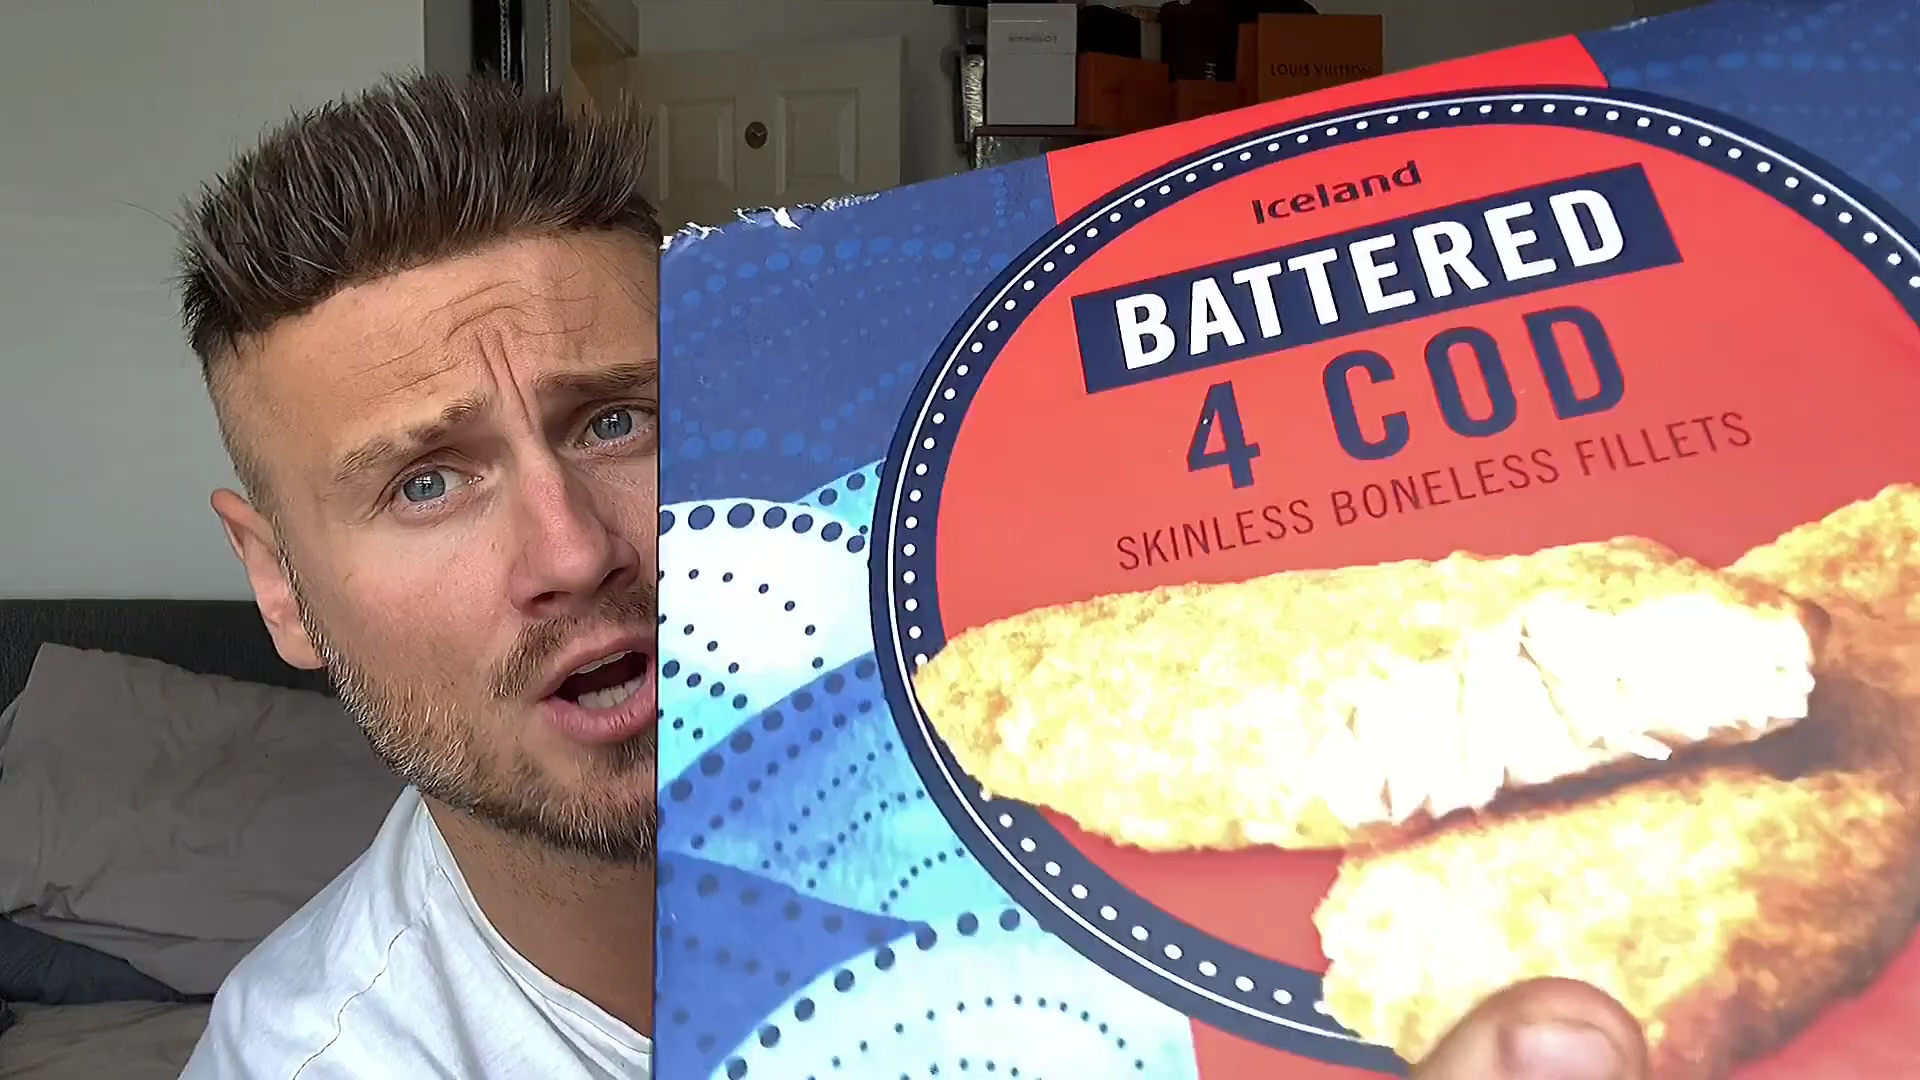 LOUIS VUITTON
Iceland
BATTERED
4 COD
SKINLESS BONELESS FILLETS